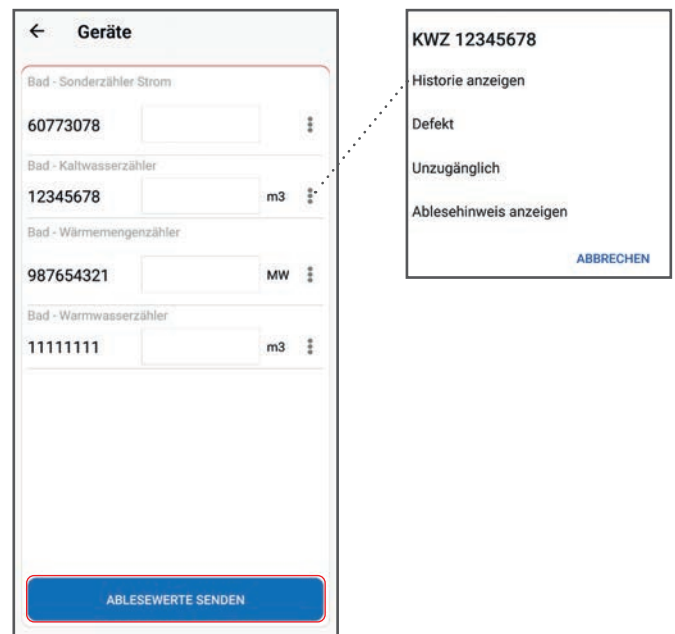 ← Geräte
Bad - Sonderzähler Strom
60773078
Bad - Kaltwasserzähler
12345678 m3
Bad - Wärmemengenzähler
987654321 MW
Bad - Warmwasserzähler
11111111 m3
ABLESEWERTE SENDEN
KWZ 12345678
Historie anzeigen
Defekt
Unzugänglich
Ablesehinweis anzeigen
ABBRECHEN